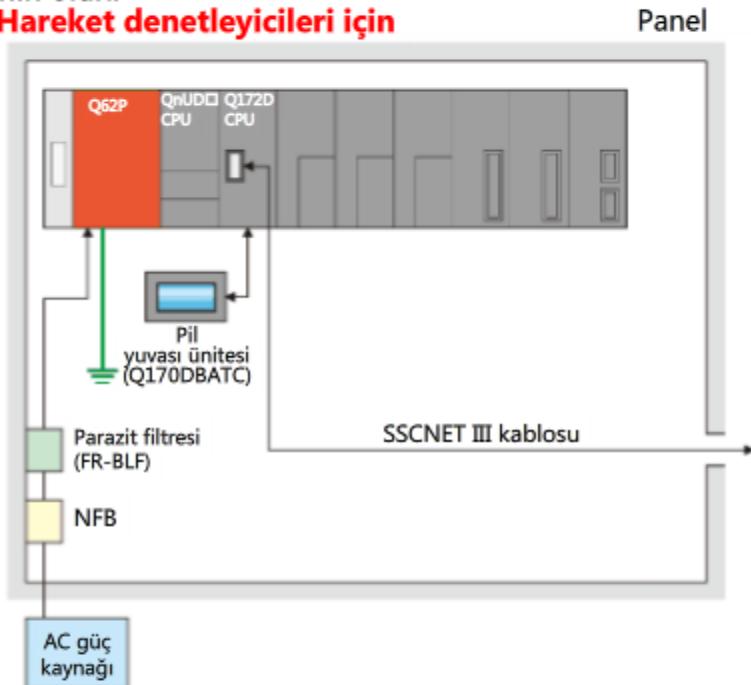 Hareket denetleyicileri için
Panel
Q62P
QnUD□
CPU
Q172D
CPU
Pil
yuvası ünitesi
(Q170DBATC)
Parazit filtresi
(FR-BLF)
SSCNET III kablosu
NFB
AC güç
kaynağı